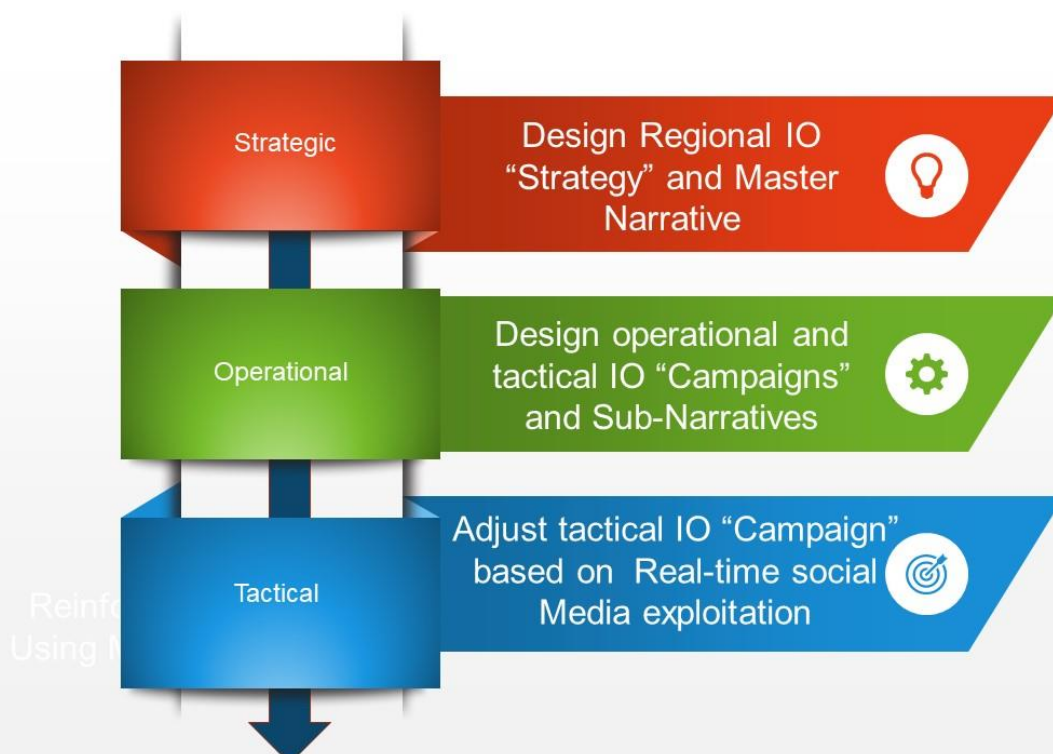 Strategic
Design Regional IO
“Strategy” and Master
Narrative
Operational
Design operational and
tactical IO “Campaigns”
and Sub-Narratives
Tactical
Adjust tactical IO “Campaign”
based on Real-time social
Media exploitation
Using